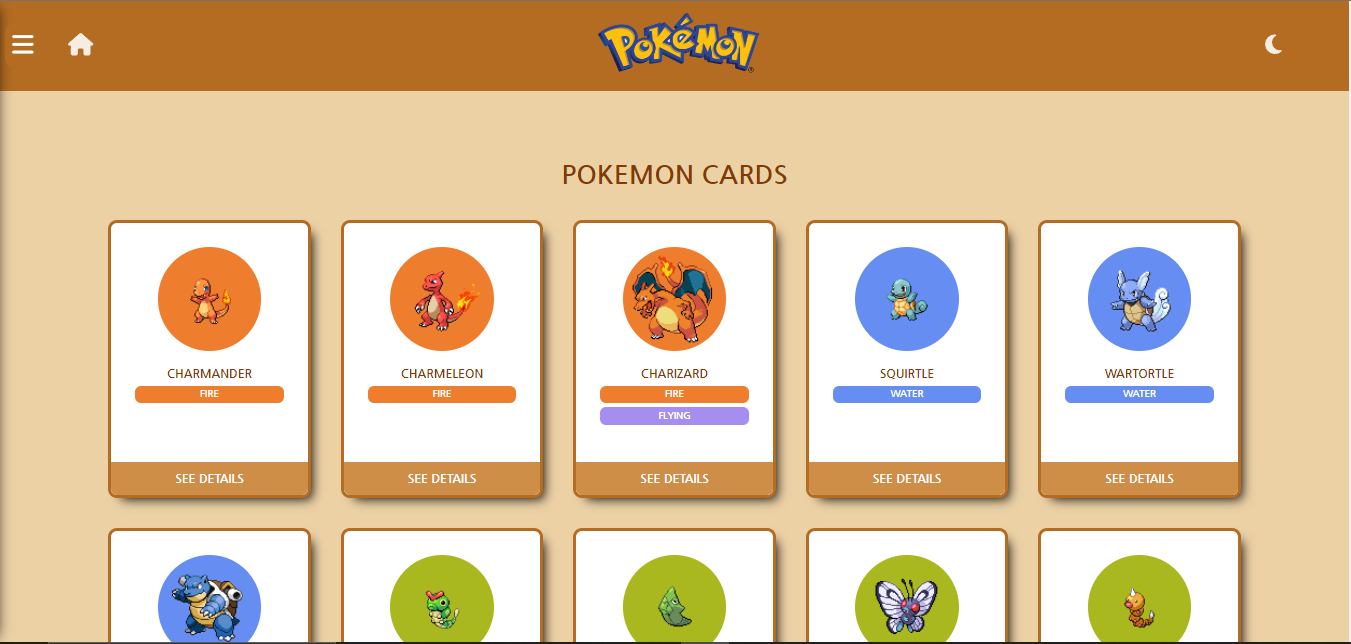 POKéMON
POKEMON CARDS
CHARMANDER
FIRE
SEE DETAILS
CHARMELEON
FIRE
SEE DETAILS
CHARIZARD
FIRE
FLYING
SEE DETAILS
SQUIRTLE
WATER
SEE DETAILS
WARTORTLE
WATER
SEE DETAILS